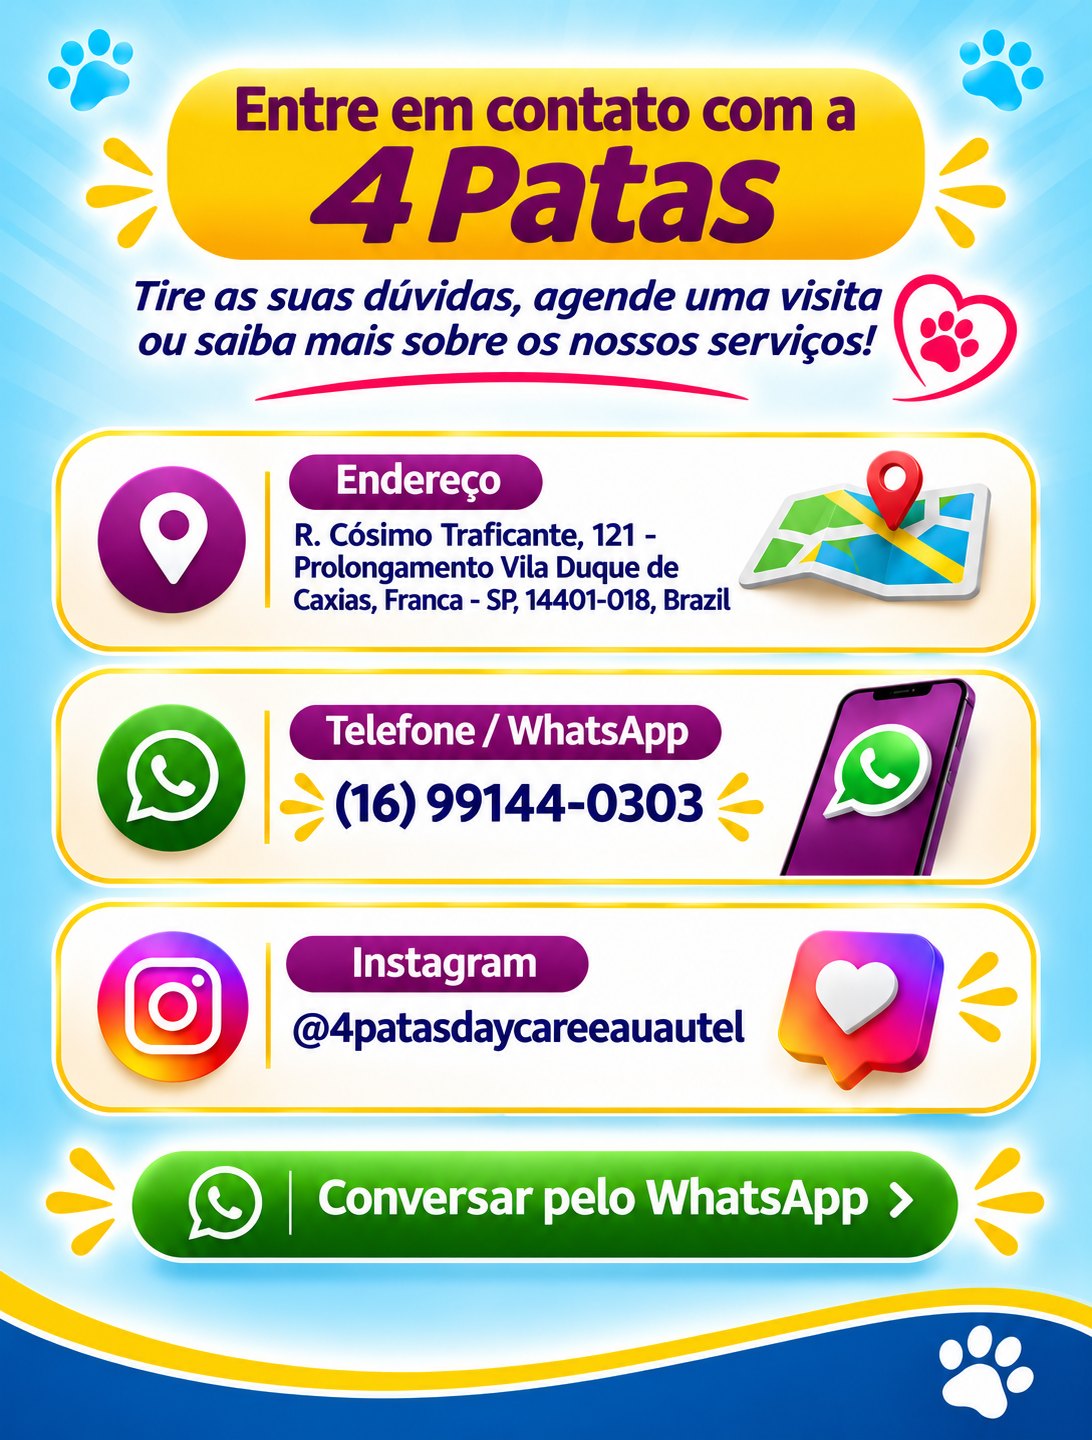 Entre em contato com a
4 Patas
Tire as suas dúvidas, agende uma visita
ou saiba mais sobre os nossos serviços!
Endereço
R. Cósimo Traficante, 121 -
Prolongamento Vila Duque de
Caxias, Franca - SP, 14401-018, Brazil
Telefone / WhatsApp
(16) 99144-0303
Instagram
@4patasdaycareeauautel
Conversar pelo WhatsApp